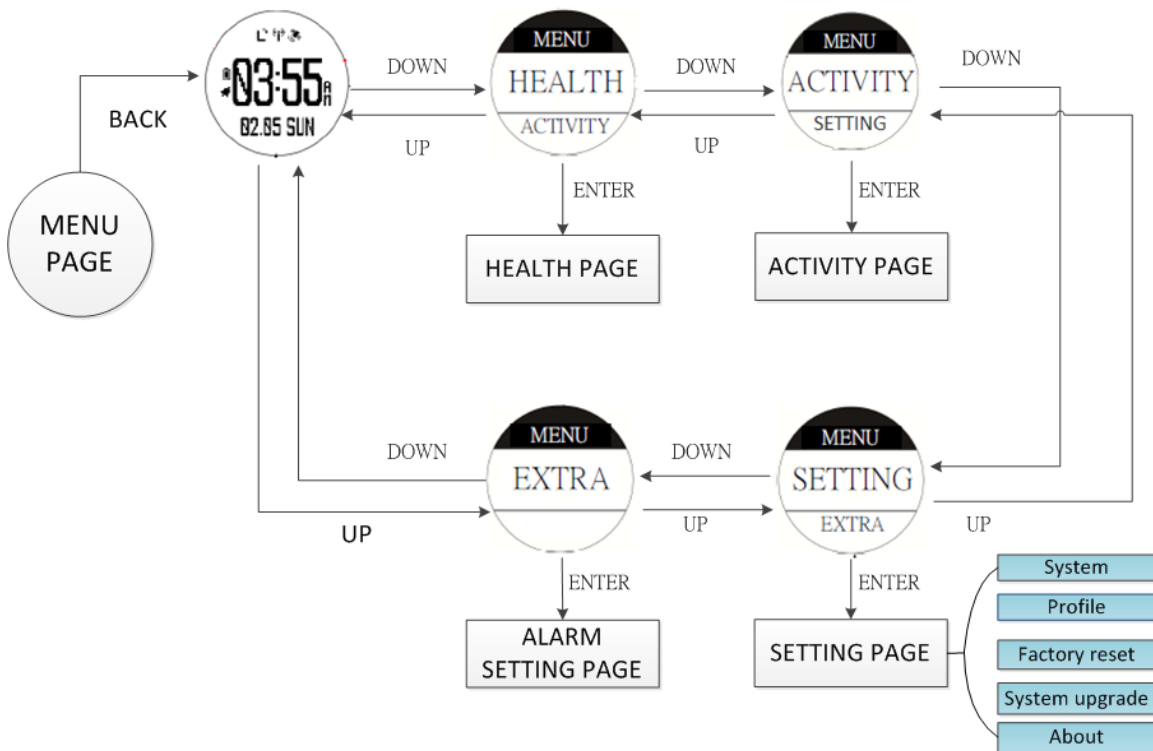 03:55 AM
02.05 SUN
DOWN
UP
MENU
HEALTH
ACTIVITY
DOWN
UP
MENU
ACTIVITY
SETTING
DOWN
BACK
MENU
PAGE
ENTER
HEALTH PAGE
ENTER
ACTIVITY PAGE
DOWN
UP
MENU
EXTRA
DOWN
UP
MENU
SETTING
EXTRA
UP
ENTER
ALARM
SETTING PAGE
ENTER
SETTING PAGE
System
Profile
Factory reset
System upgrade
About